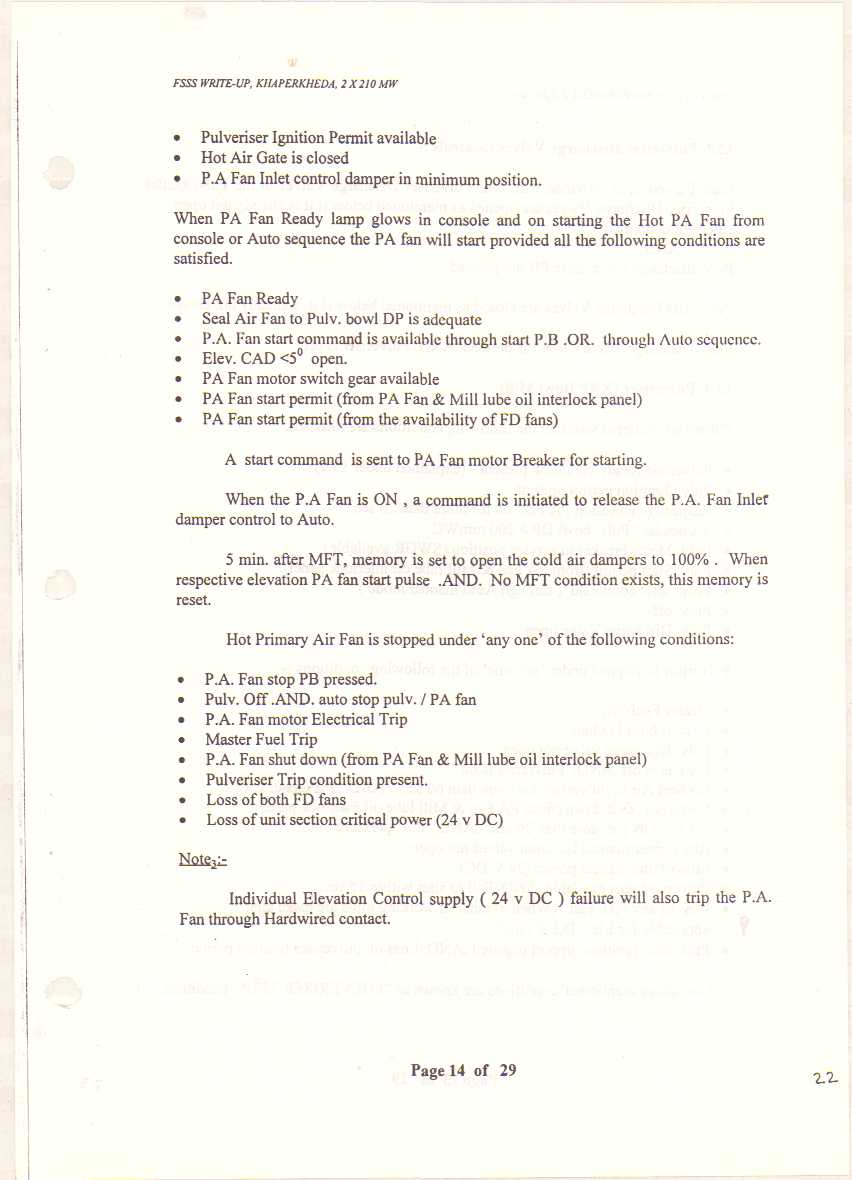 FSSS WRITE-UP, KHAPERKHEDA, 2 X 210 MW
• Pulveriser Ignition Permit available
• Hot Air Gate is closed
• P.A Fan Inlet control damper in minimum position.
When PA Fan Ready lamp glows in console and on starting the Hot PA Fan from
console or Auto sequence the PA fan will start provided all the following conditions are
satisfied.
• PA Fan Ready
• Seal Air Fan to Pulv. bowl DP is adequate
• P.A. Fan start command is available through start P.B .OR. through Auto sequence.
• Elev. CAD <5⁰ open.
• PA Fan motor switch gear available
• PA Fan start permit (from PA Fan & Mill lube oil interlock panel)
• PA Fan start permit (from the availability of FD fans)
A start command is sent to PA Fan motor Breaker for starting.
When the P.A Fan is ON , a command is initiated to release the P.A. Fan Inlet
damper control to Auto.
5 min. after MFT, memory is set to open the cold air dampers to 100% . When
respective elevation PA fan start pulse .AND. No MFT condition exists, this memory is
reset.
Hot Primary Air Fan is stopped under ‘any one’ of the following conditions:
• P.A. Fan stop PB pressed.
• Pulv. Off .AND. auto stop pulv. / PA fan
• P.A. Fan motor Electrical Trip
• Master Fuel Trip
• P.A. Fan shut down (from PA Fan & Mill lube oil interlock panel)
• Pulveriser Trip condition present.
• Loss of both FD fans
• Loss of unit section critical power (24 v DC)
Note₃:-
Individual Elevation Control supply ( 24 v DC ) failure will also trip the P.A.
Fan through Hardwired contact.
Page 14 of 29
22